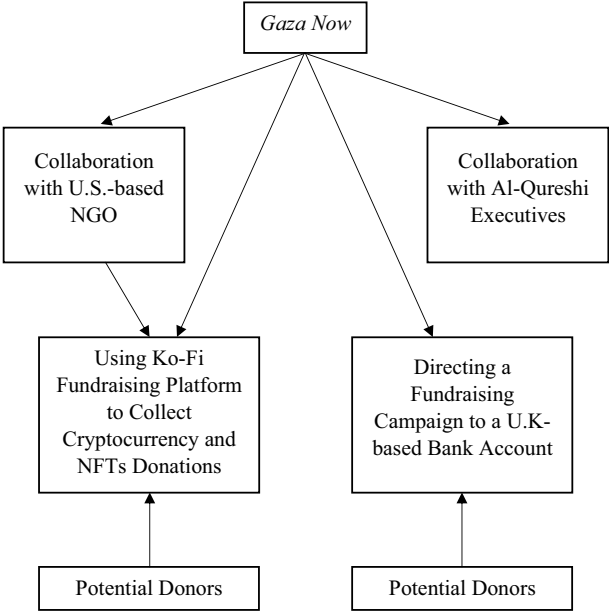 Gaza Now
Collaboration
with U.S.-based
NGO
Collaboration
with Al-Qureshi
Executives
Using Ko-Fi
Fundraising Platform
to Collect
Cryptocurrency and
NFTs Donations
Directing a
Fundraising
Campaign to a U.K-
based Bank Account
Potential Donors
Potential Donors